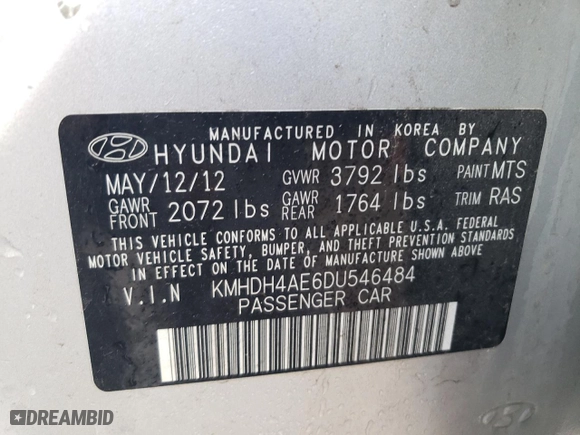 MANUFACTURED IN KOREA BY
HYUNDAI MOTOR COMPANY
MAY/12/12 GVWR 3792 lbs PAINT MTS
GAWR FRONT 2072 lbs GAWR REAR 1764 lbs TRIM RAS
THIS VEHICLE CONFORMS TO ALL APPLICABLE U.S.A. FEDERAL
MOTOR VEHICLE SAFETY, BUMPER, AND THEFT PREVENTION STANDARDS
IN EFFECT ON THE DATE OF MANUFACTURE SHOWN ABOVE.
V.I.N KMHDH4AE6DU546484
PASSENGER CAR
DREAMBID